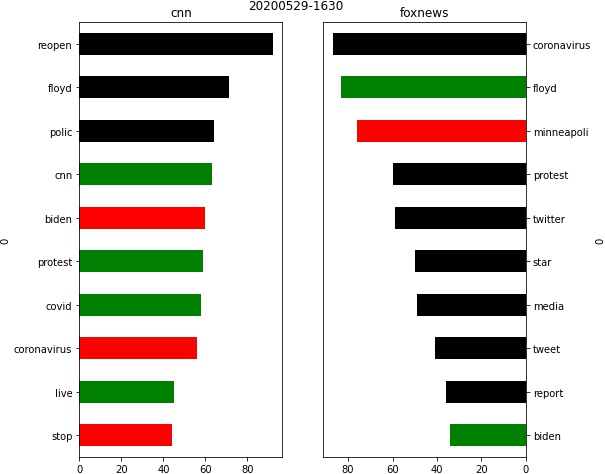 20200529-1630
cnn
foxnews
reopen
floyd
polic
cnn
biden
protest
covid
coronavirus
live
stop
0
0 20 40 60 80
coronavirus
floyd
minneapoli
protest
twitter
star
media
tweet
report
biden
0
80 60 40 20 0